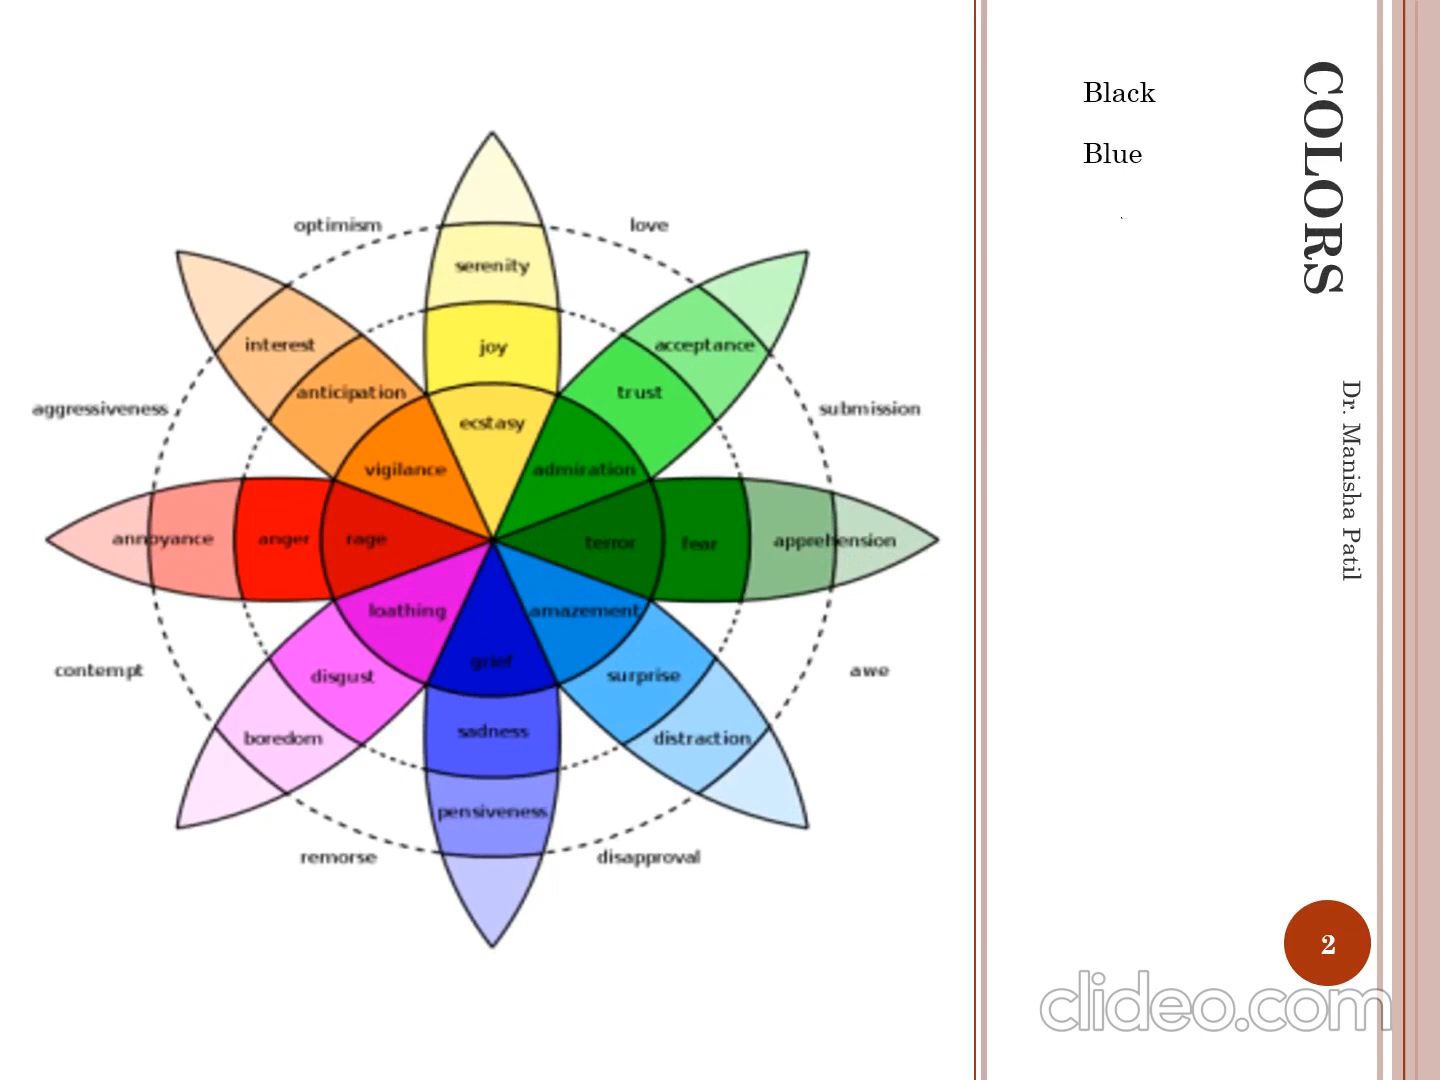 optimism
love
serenity
interest
joy
acceptance
anticipation
trust
aggressiveness
submission
ecstasy
vigilance
admiration
annoyance
anger
rage
terror
fear
apprehension
loathing
amazement
contempt
grief
awe
disgust
surprise
sadness
boredom
distraction
pensiveness
remorse
disapproval
Black
Blue
COLORS
Dr. Manisha Patil
2
clideo.com